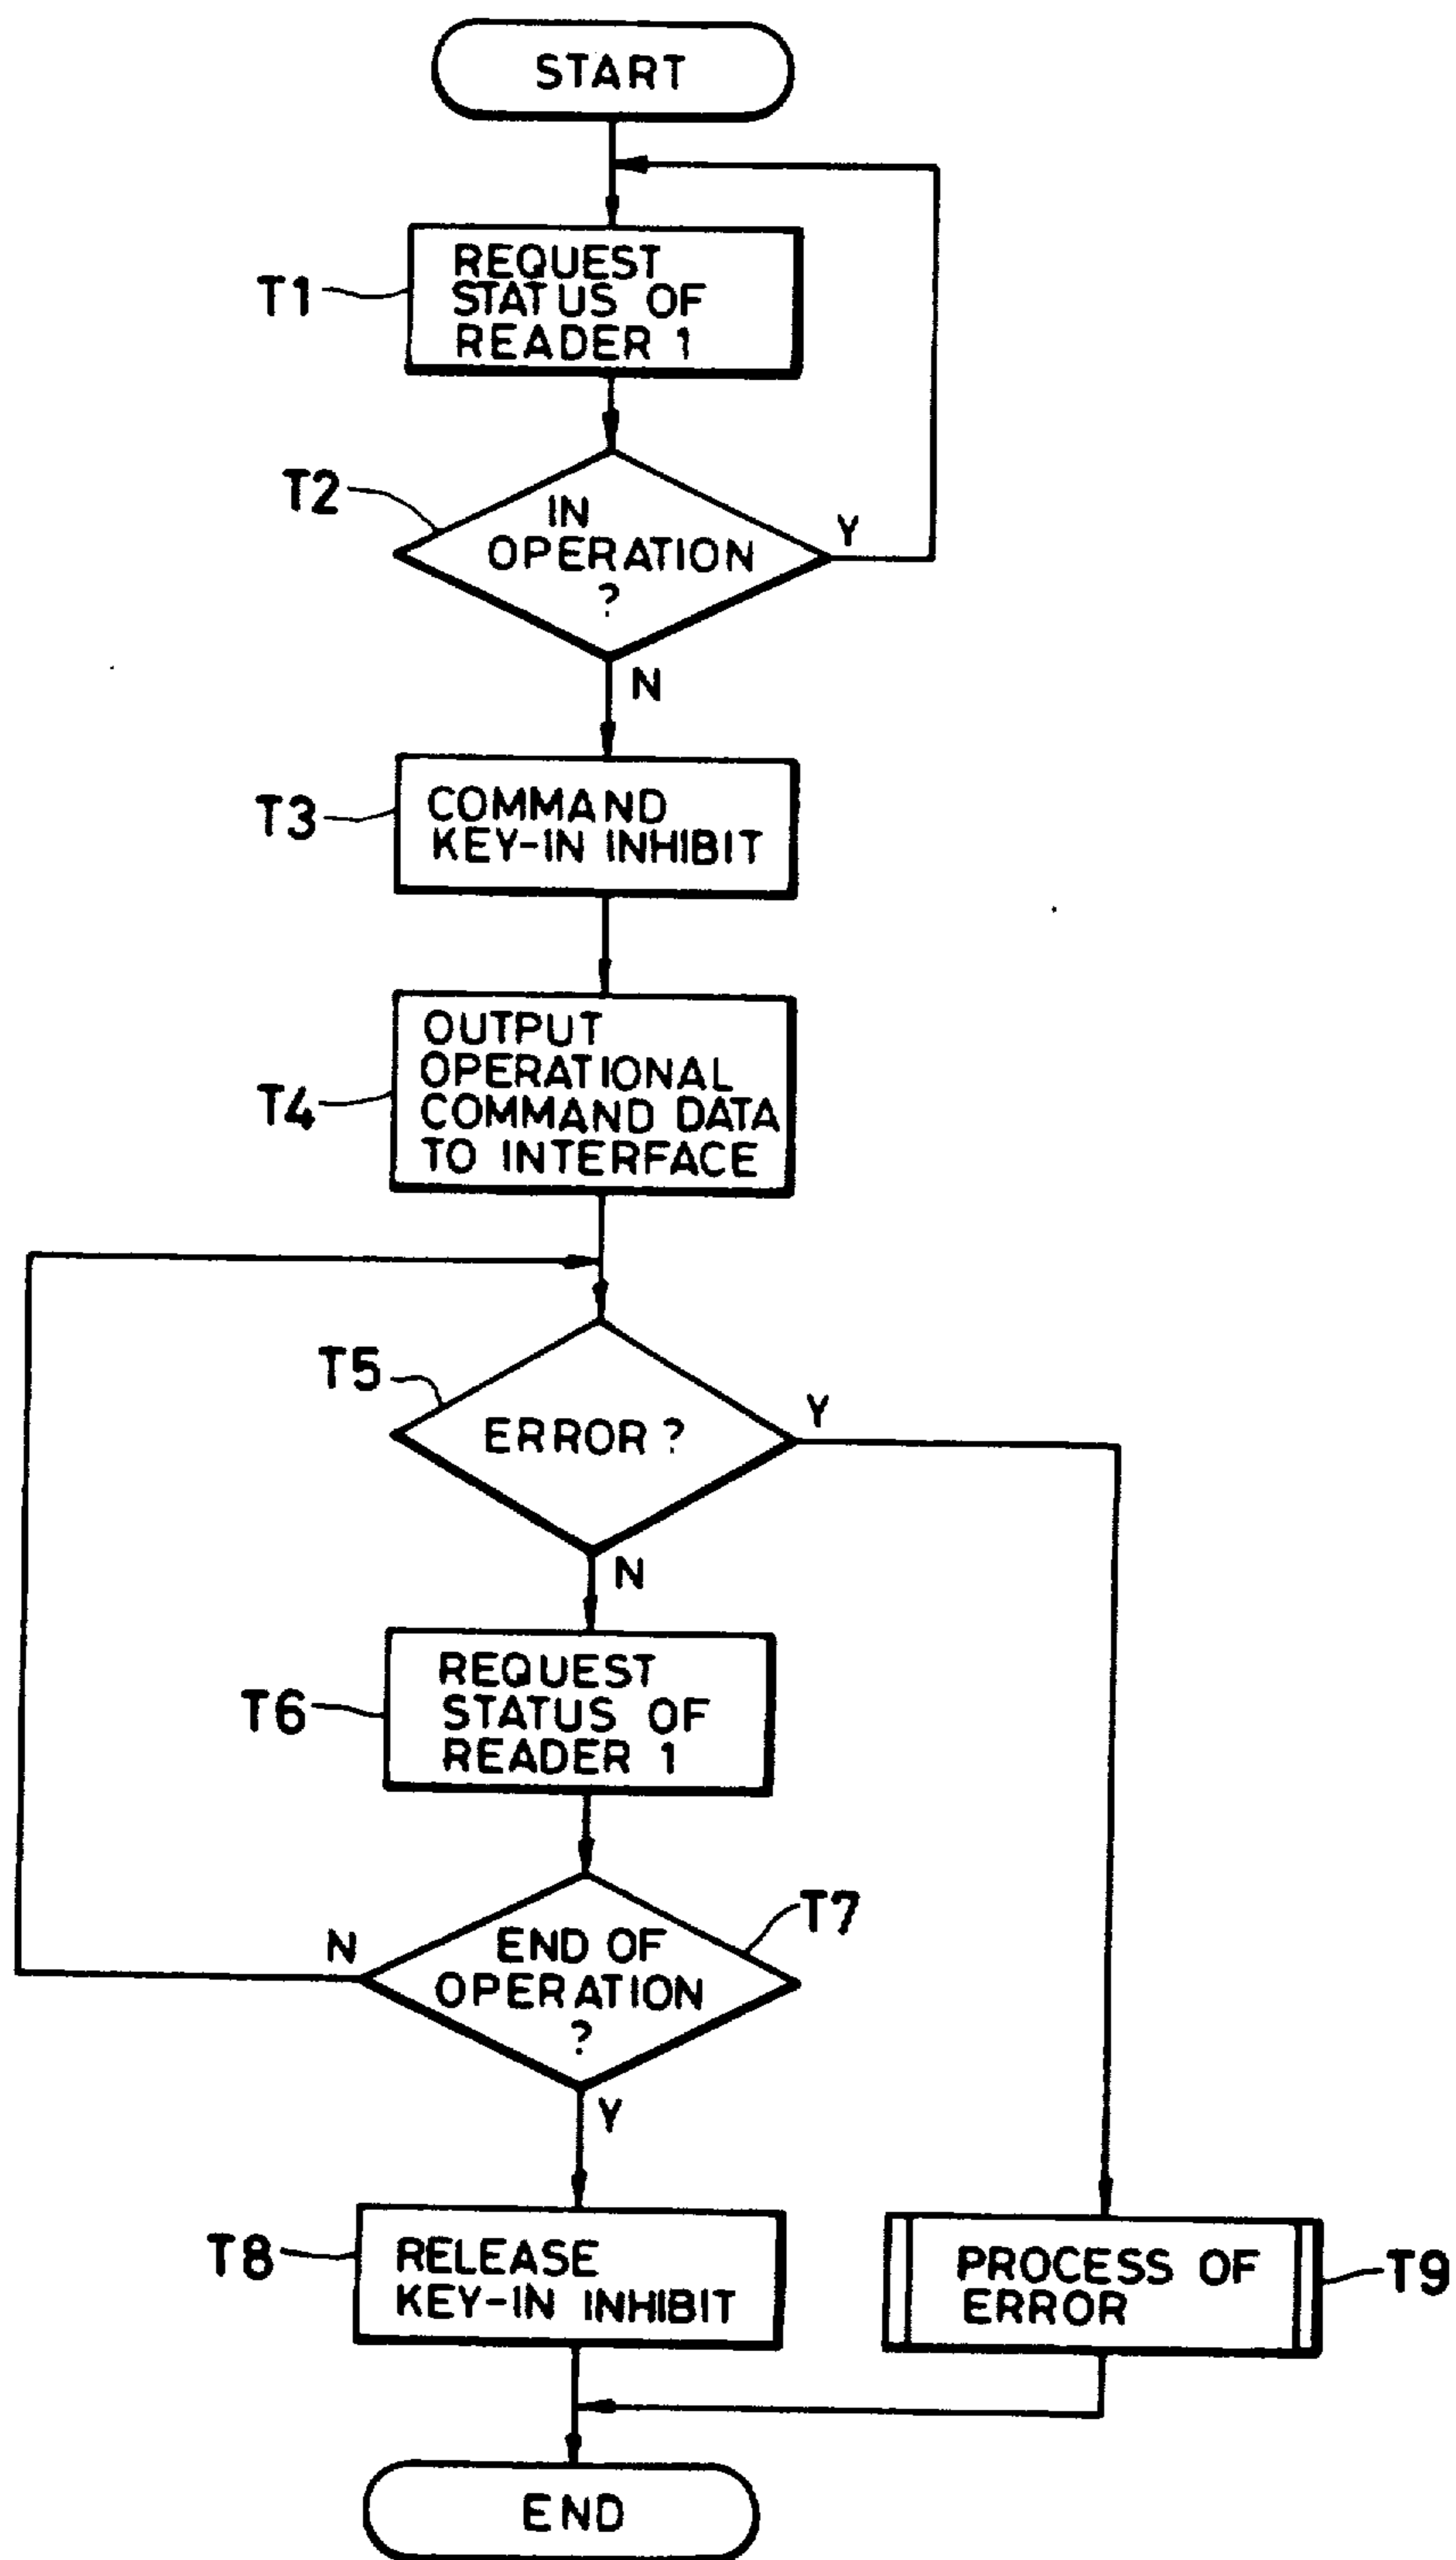 START
T1
REQUEST
STATUS OF
READER 1
T2
IN
OPERATION
?
Y
N
T3
COMMAND
KEY-IN INHIBIT
T4
OUTPUT
OPERATIONAL
COMMAND DATA
TO INTERFACE
T5
ERROR ?
Y
N
T6
REQUEST
STATUS OF
READER 1
T7
N
END OF
OPERATION
?
Y
T8
RELEASE
KEY-IN INHIBIT
PROCESS OF
ERROR
T9
END